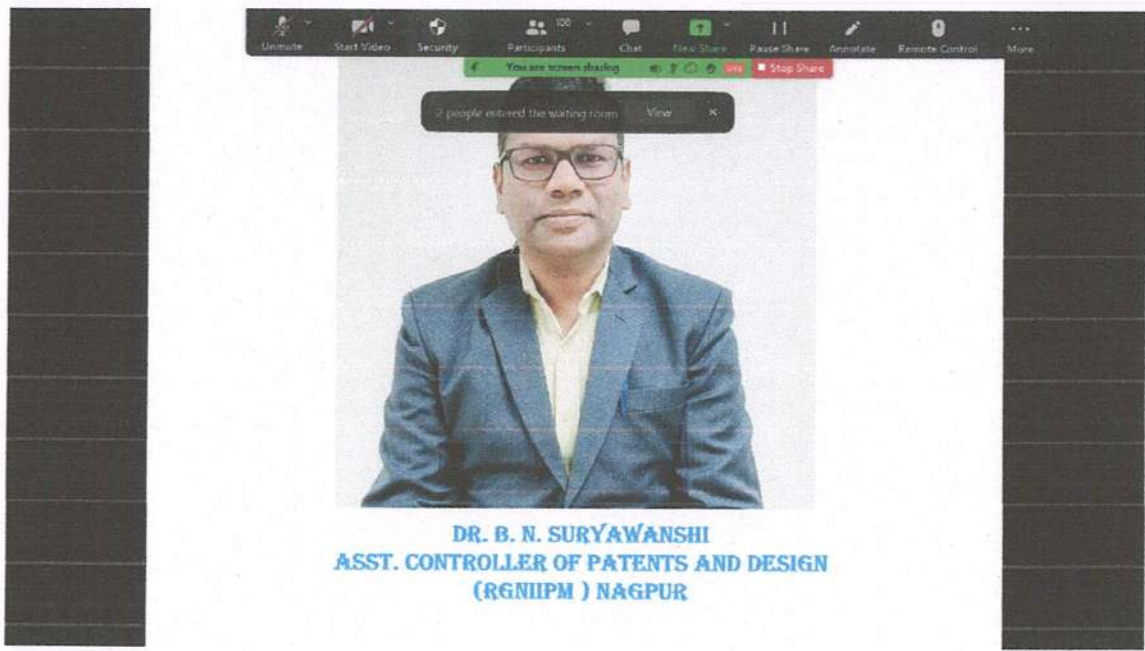 100
Unmute Start Video Security Participants Chat New Share Pause Share Annotate Remote Control More
You are screen sharing Stop Share
2 people entered the waiting room View
DR. B. N. SURYAWANSHI
ASST. CONTROLLER OF PATENTS AND DESIGN
(RGNIIPM ) NAGPUR